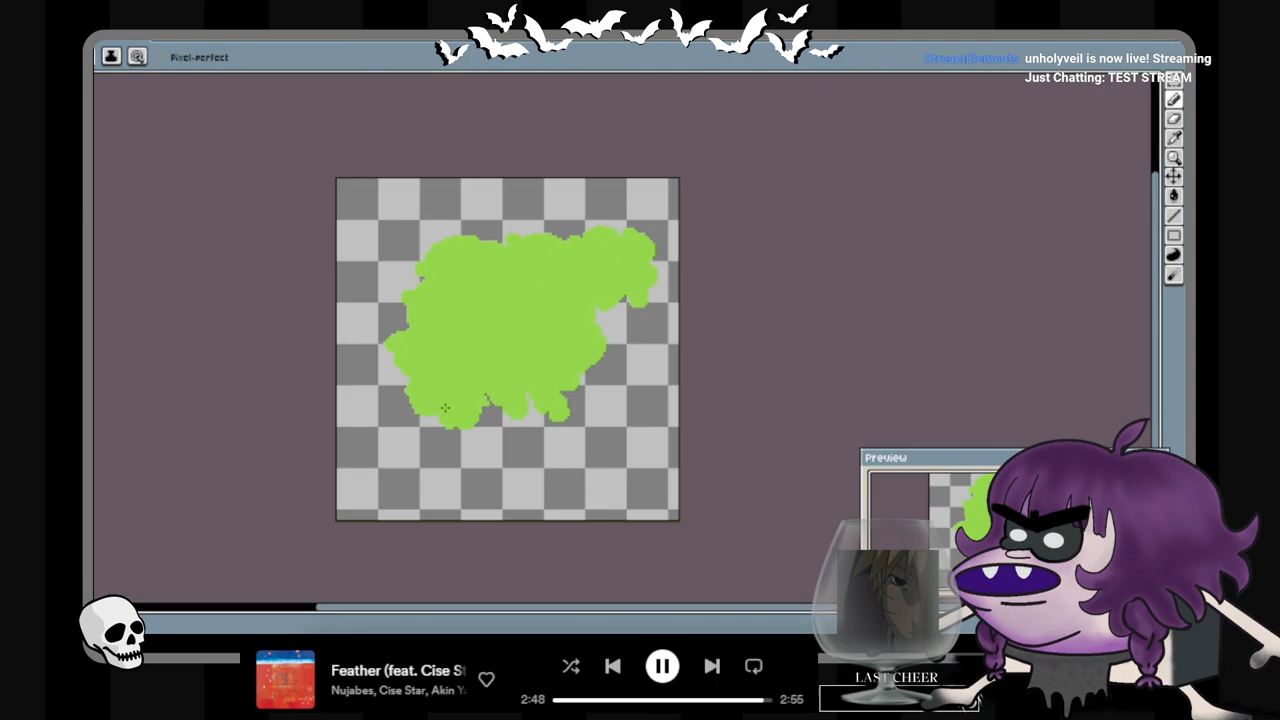 Pixel-perfect
StreamElements unholyveil is now live! Streaming
Just Chatting: TEST STREAM
Preview
Feather (feat. Cise St
Nujabes, Cise Star, Akin Y
2:48
2:55
LAST CHEER